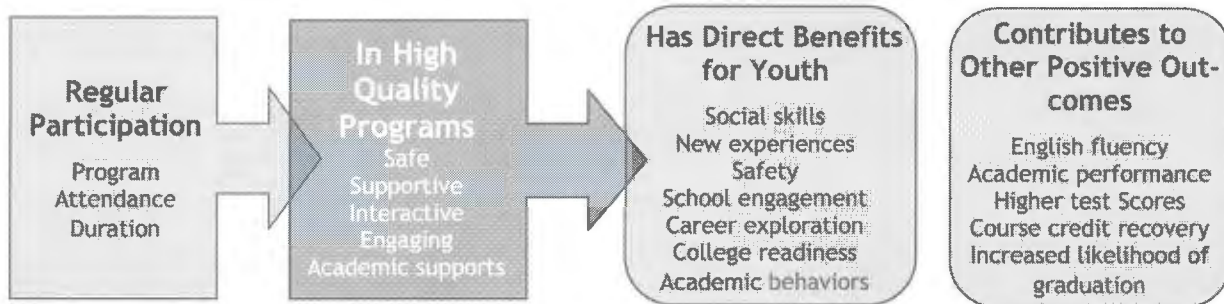 Regular
Participation
Program
Attendance
Duration
In High
Quality
Programs
Safe
Supportive
Interactive
Engaging
Academic supports
Has Direct Benefits
for Youth
Social skills
New experiences
Safety
School engagement
Career exploration
College readiness
Academic behaviors
Contributes to
Other Positive Out-
comes
English fluency
Academic performance
Higher test Scores
Course credit recovery
Increased likelihood of
graduation